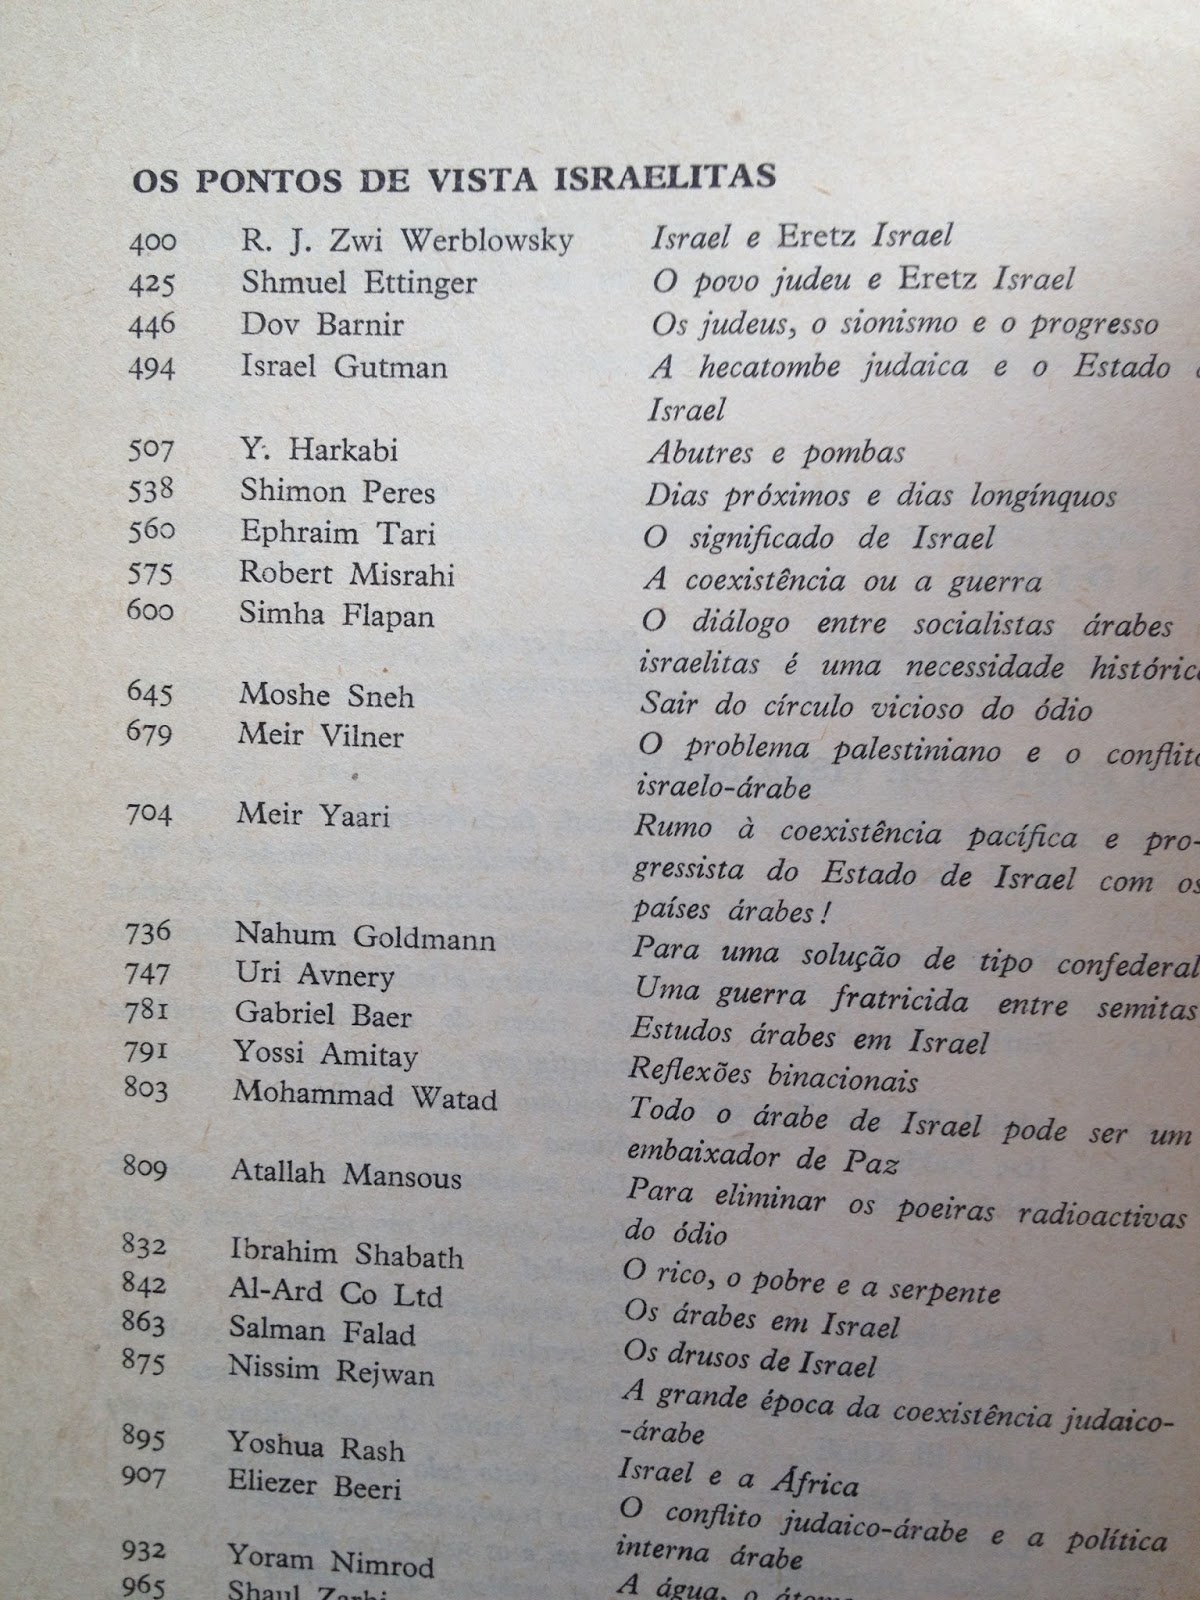 OS PONTOS DE VISTA ISRAELITAS
400 R. J. Zwi Werblowsky Israel e Eretz Israel
425 Shmuel Ettinger O povo judeu e Eretz Israel
446 Dov Barnir Os judeus, o sionismo e o progresso
494 Israel Gutman A hecatombe judaica e o Estado
Israel
507 Y. Harkabi Abutres e pombas
538 Shimon Peres Dias próximos e dias longínquos
560 Ephraim Tari O significado de Israel
575 Robert Misrahi A coexistência ou a guerra
600 Simha Flapan O diálogo entre socialistas árabes
israelitas é uma necessidade históric
645 Moshe Sneh Sair do círculo vicioso do ódio
679 Meir Vilner O problema palestiniano e o conflito
israelo-árabe
704 Meir Yaari Rumo à coexistência pacífica e pro-
gressista do Estado de Israel com os
países árabes!
736 Nahum Goldmann Para uma solução de tipo confederal
747 Uri Avnery Uma guerra fratricida entre semitas
781 Gabriel Baer Estudos árabes em Israel
791 Yossi Amitay Reflexões binacionais
803 Mohammad Watad Todo o árabe de Israel pode ser um
embaixador de Paz
809 Atallah Mansous Para eliminar os poeiras radioactivas
do ódio
832 Ibrahim Shabath O rico, o pobre e a serpente
842 Al-Ard Co Ltd Os árabes em Israel
863 Salman Falad Os drusos de Israel
875 Nissim Rejwan A grande época da coexistência judaico-
-árabe
895 Yoshua Rash Israel e a África
907 Eliezer Beeri O conflito judaico-árabe e a política
interna árabe
932 Yoram Nimrod A água, o
965 Shaul